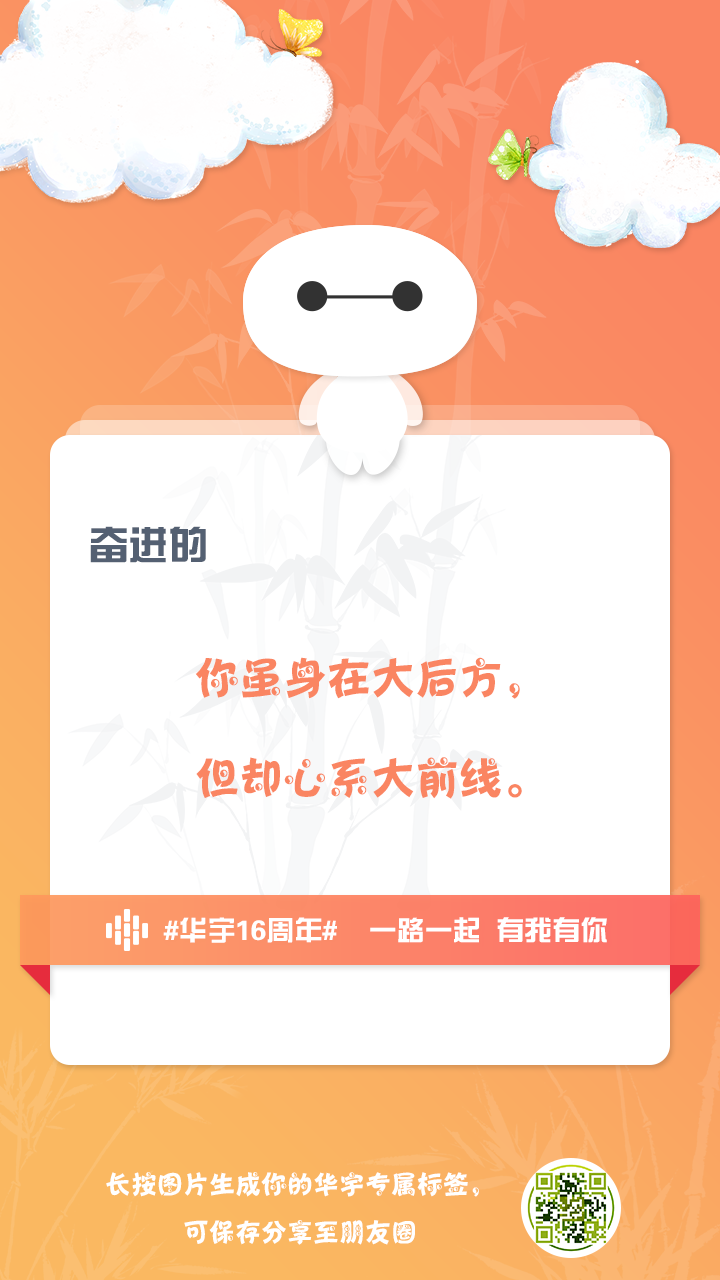 奋进的
你虽身在大后方，
但却心系大前线。
#华宇16周年# 一路一起 有我有你
长按图片生成你的华宇专属标签，
可保存分享至朋友圈